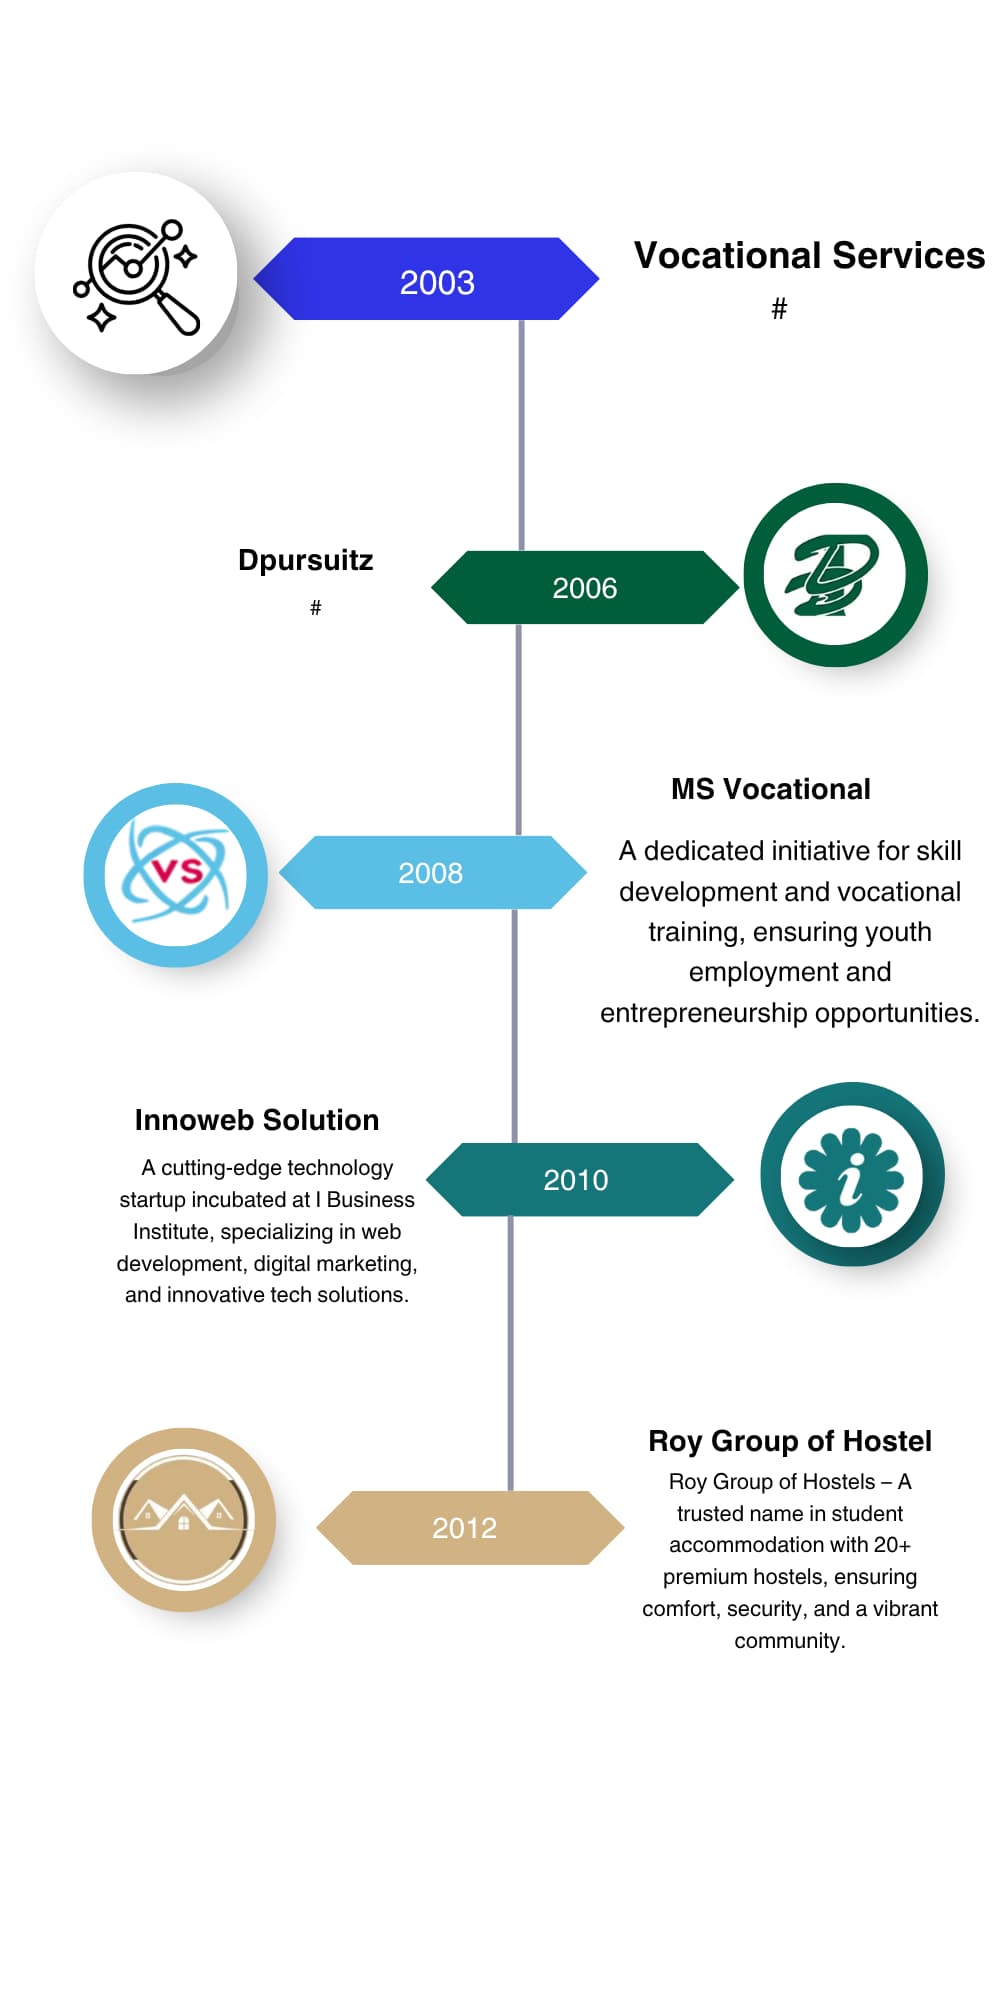 2003
Vocational Services
#
Dpursuitz
#
2006
VS
2008
MS Vocational
A dedicated initiative for skill
development and vocational
training, ensuring youth
employment and
entrepreneurship opportunities.
Innoweb Solution
A cutting-edge technology
startup incubated at I Business
Institute, specializing in web
development, digital marketing,
and innovative tech solutions.
2010
i
2012
Roy Group of Hostel
Roy Group of Hostels – A
trusted name in student
accommodation with 20+
premium hostels, ensuring
comfort, security, and a vibrant
community.